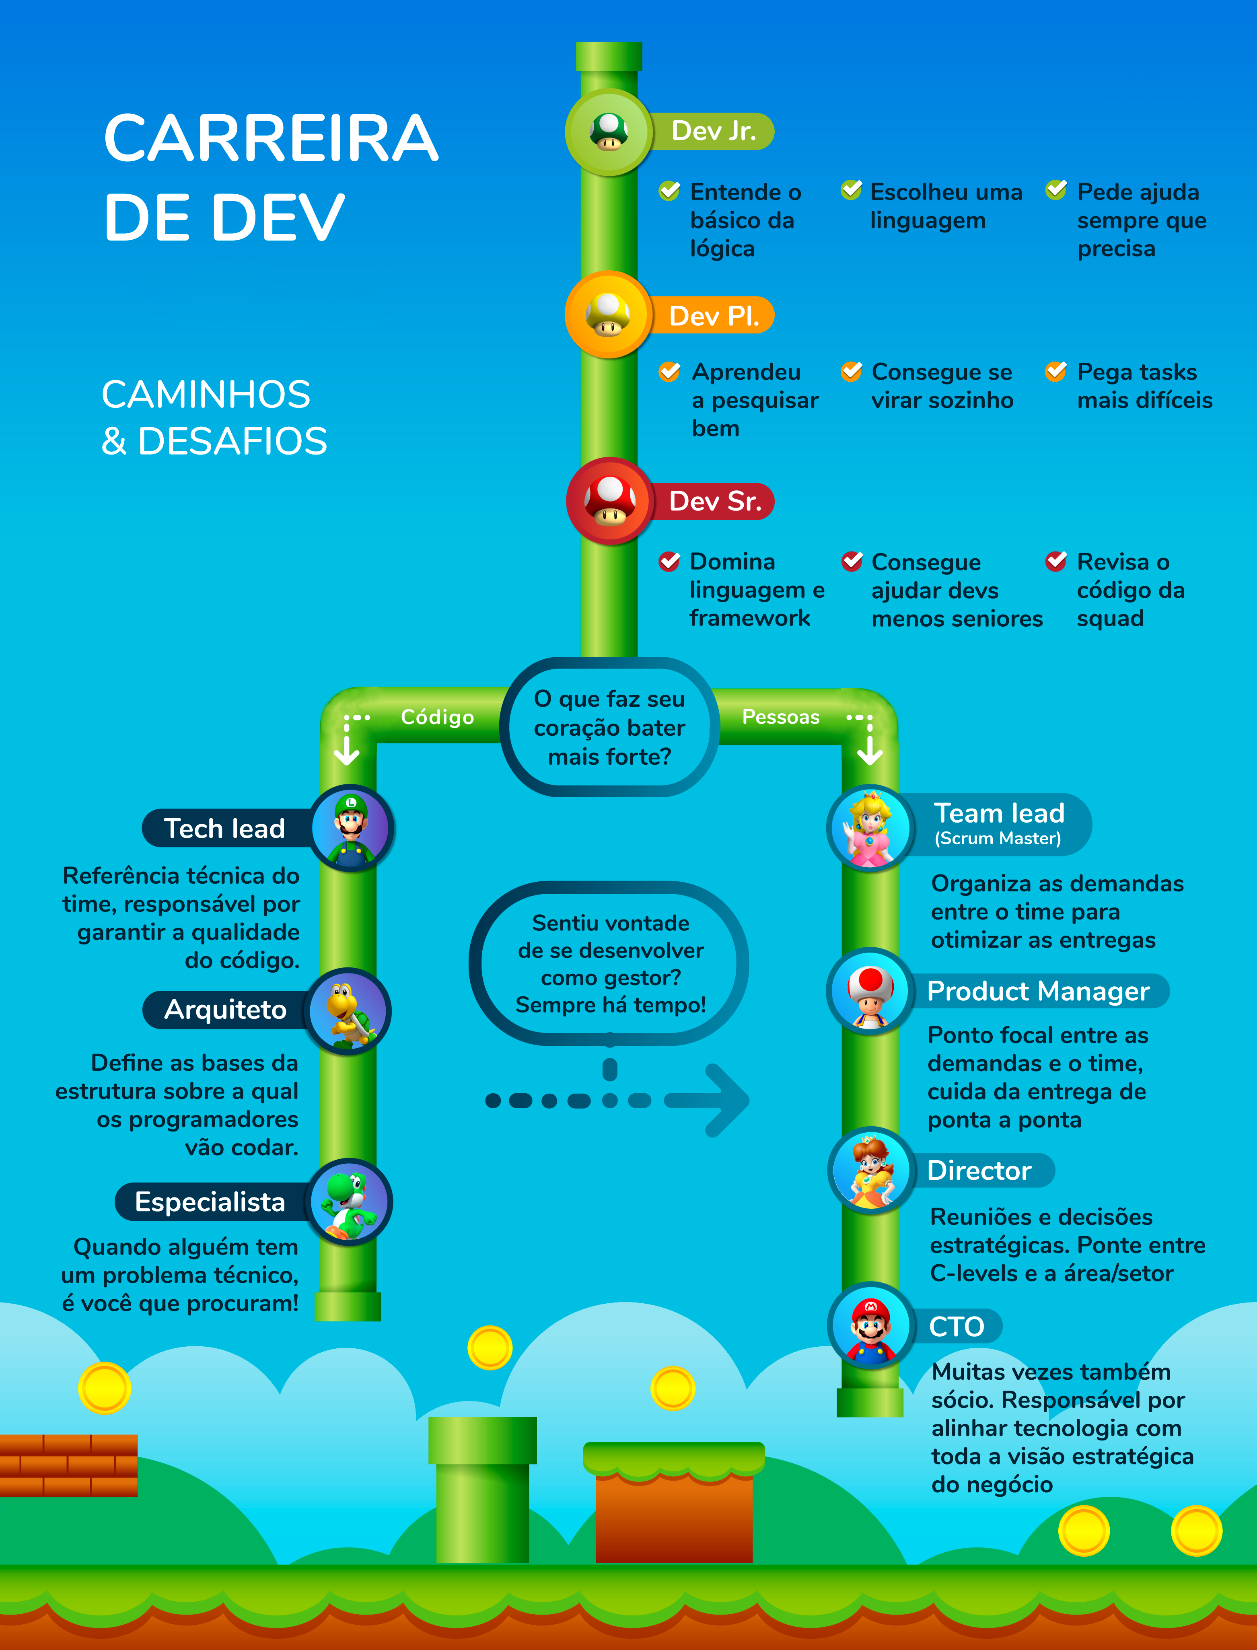 CARREIRA
DE DEV
CAMINHOS
& DESAFIOS
Dev Jr.
Entende o
básico da
lógica
Escolheu uma
linguagem
Pede ajuda
sempre que
precisa
Dev Pl.
Aprendeu
a pesquisar
bem
Consegue se
virar sozinho
Pega tasks
mais difíceis
Dev Sr.
Domina
linguagem e
framework
Consegue
ajudar devs
menos seniores
Revisa o
código da
squad
O que faz seu
coração bater
mais forte?
Código
Pessoas
Tech lead
Referência técnica do
time, responsável por
garantir a qualidade
do código.
Arquiteto
Define as bases da
estrutura sobre a qual
os programadores
vão codar.
Especialista
Quando alguém tem
um problema técnico,
é você que procuram!
Sentiu vontade
de se desenvolver
como gestor?
Sempre há tempo!
Team lead
(Scrum Master)
Organiza as demandas
entre o time para
otimizar as entregas
Product Manager
Ponto focal entre as
demandas e o time,
cuida da entrega de
ponta a ponta
Director
Reuniões e decisões
estratégicas. Ponte entre
C-levels e a área/setor
CTO
Muitas vezes também
sócio. Responsável por
alinhar tecnologia com
toda a visão estratégica
do negócio